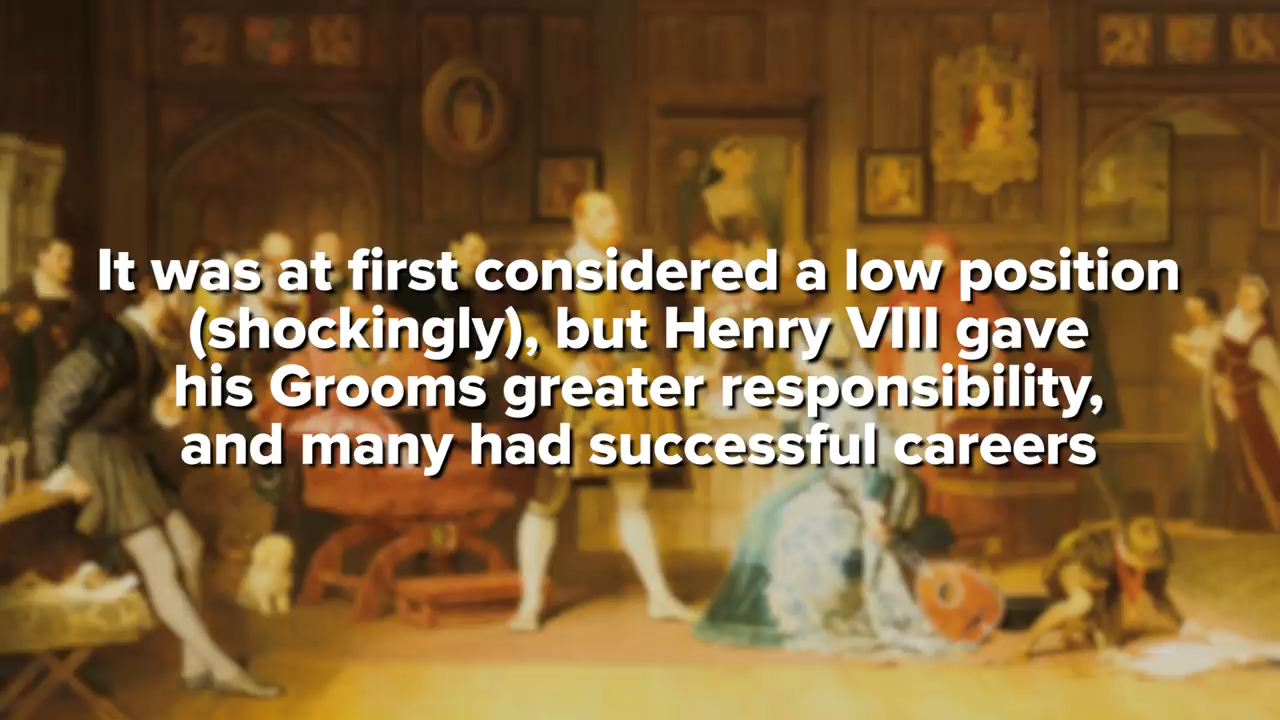 It was at first considered a low position
(shockingly), but Henry VIII gave
his Grooms greater responsibility,
and many had successful careers